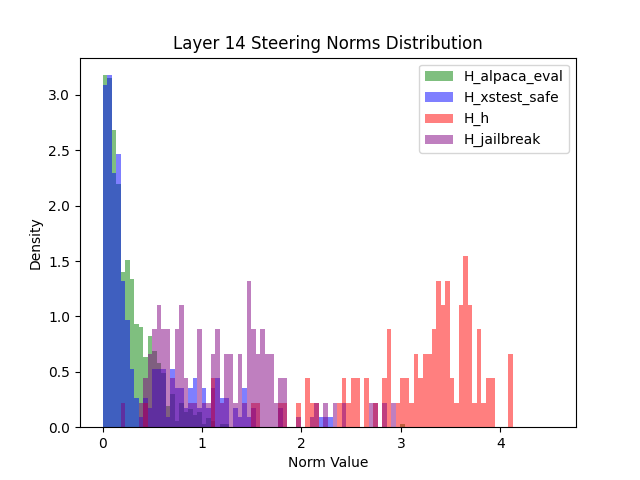 Layer 14 Steering Norms Distribution
H_alpaca_eval
H_xstest_safe
H_h
H_jailbreak
3.0
2.5
2.0
1.5
1.0
0.5
0.0
Density
0 1 2 3 4
Norm Value